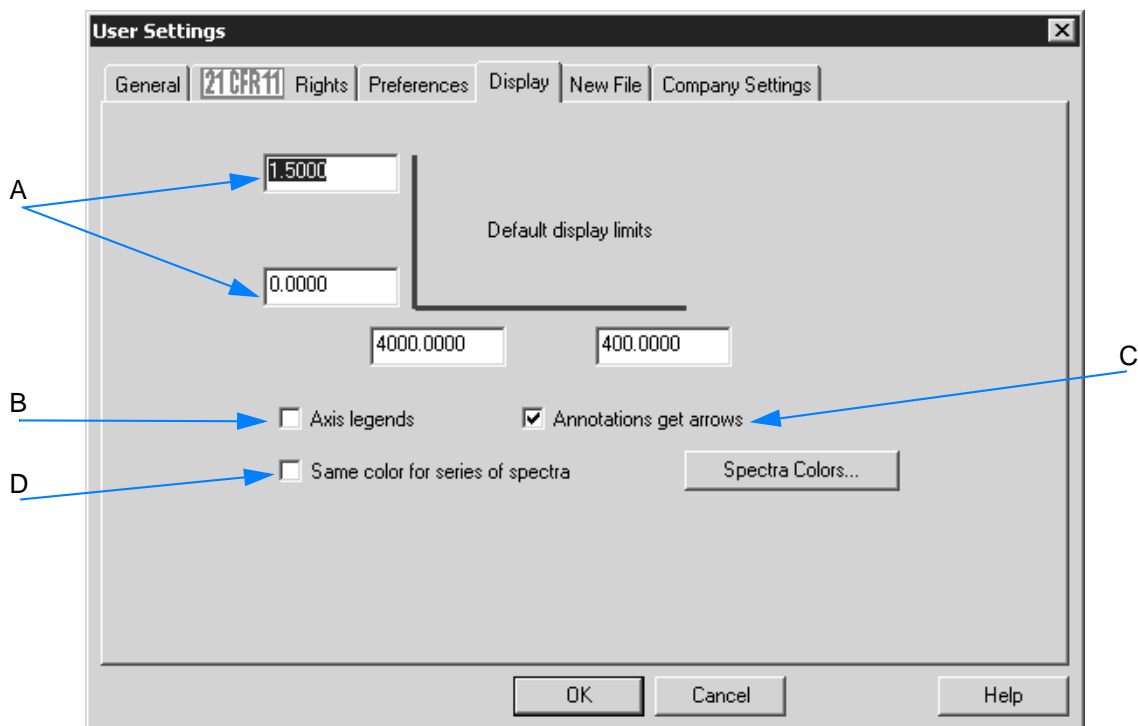 User Settings
General 21 CFR 11 Rights Preferences Display New File Company Settings
1.5000
A
Default display limits
0.0000
4000.0000 400.0000
C
B
Axis legends Annotations get arrows
D
Same color for series of spectra Spectra Colors...
OK Cancel Help